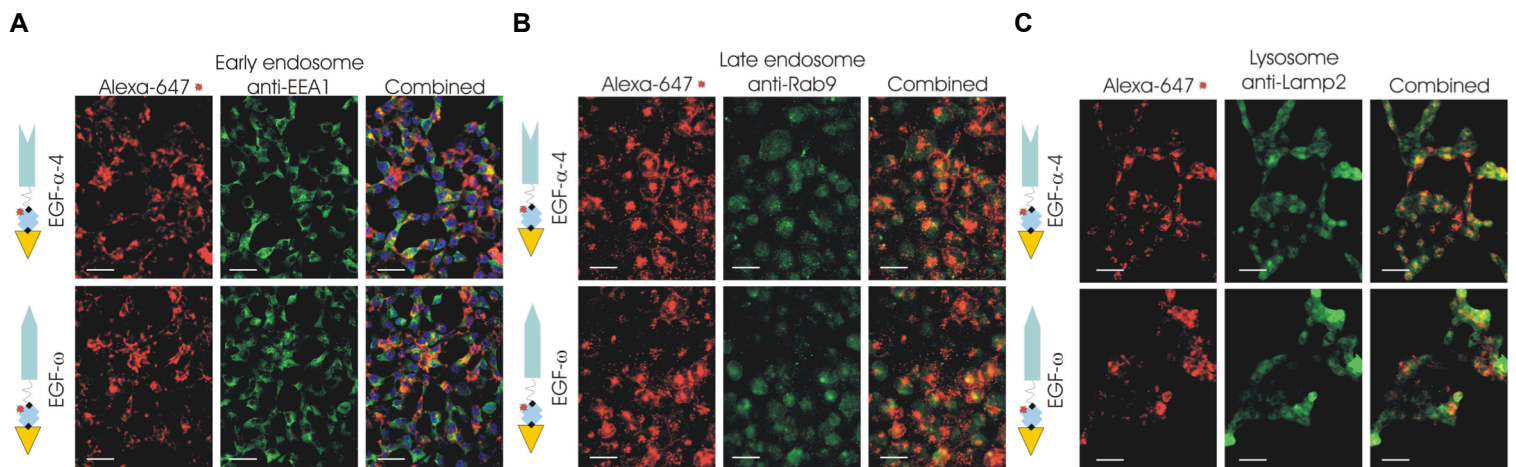 A
Early endosome
Alexa-647 anti-EEA1 Combined
EGF-α-4
EGF-ω
B
Late endosome
Alexa-647 anti-Rab9 Combined
EGF-α-4
EGF-ω
C
Lysosome
Alexa-647 anti-Lamp2 Combined
EGF-α-4
EGF-ω